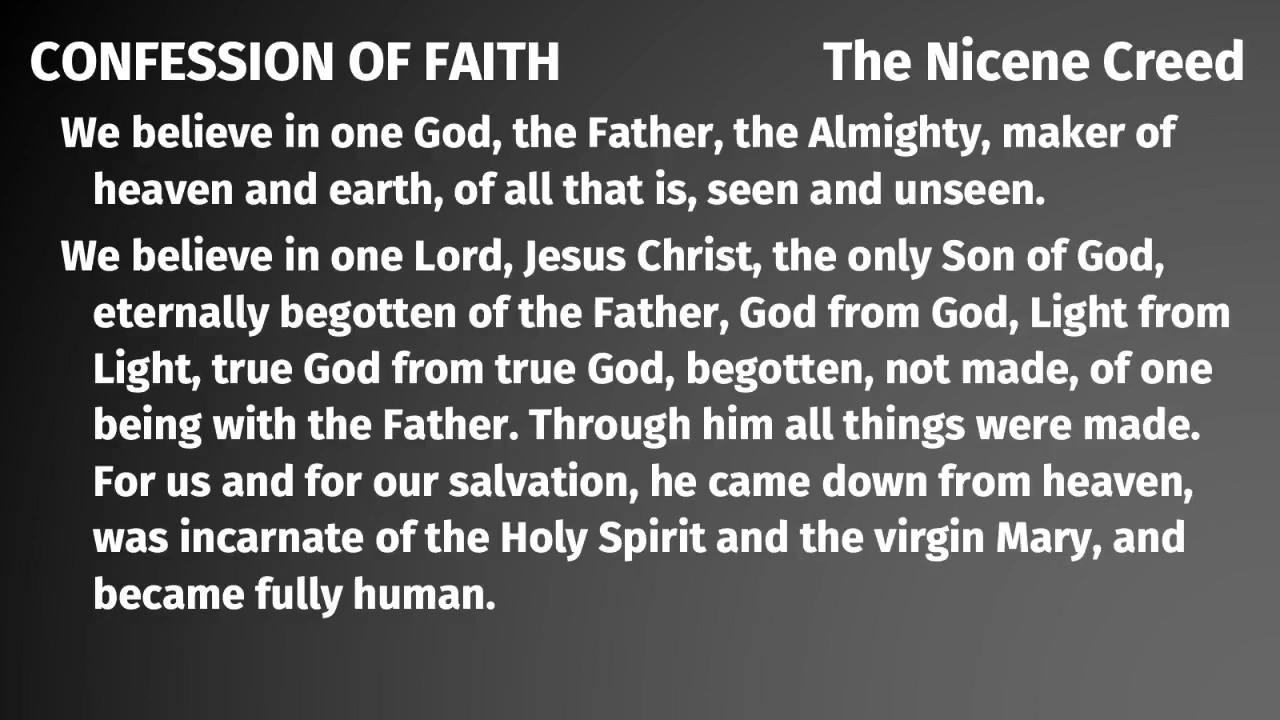 CONFESSION OF FAITH The Nicene Creed
We believe in one God, the Father, the Almighty, maker of
heaven and earth, of all that is, seen and unseen.
We believe in one Lord, Jesus Christ, the only Son of God,
eternally begotten of the Father, God from God, Light from
Light, true God from true God, begotten, not made, of one
being with the Father. Through him all things were made.
For us and for our salvation, he came down from heaven,
was incarnate of the Holy Spirit and the virgin Mary, and
became fully human.